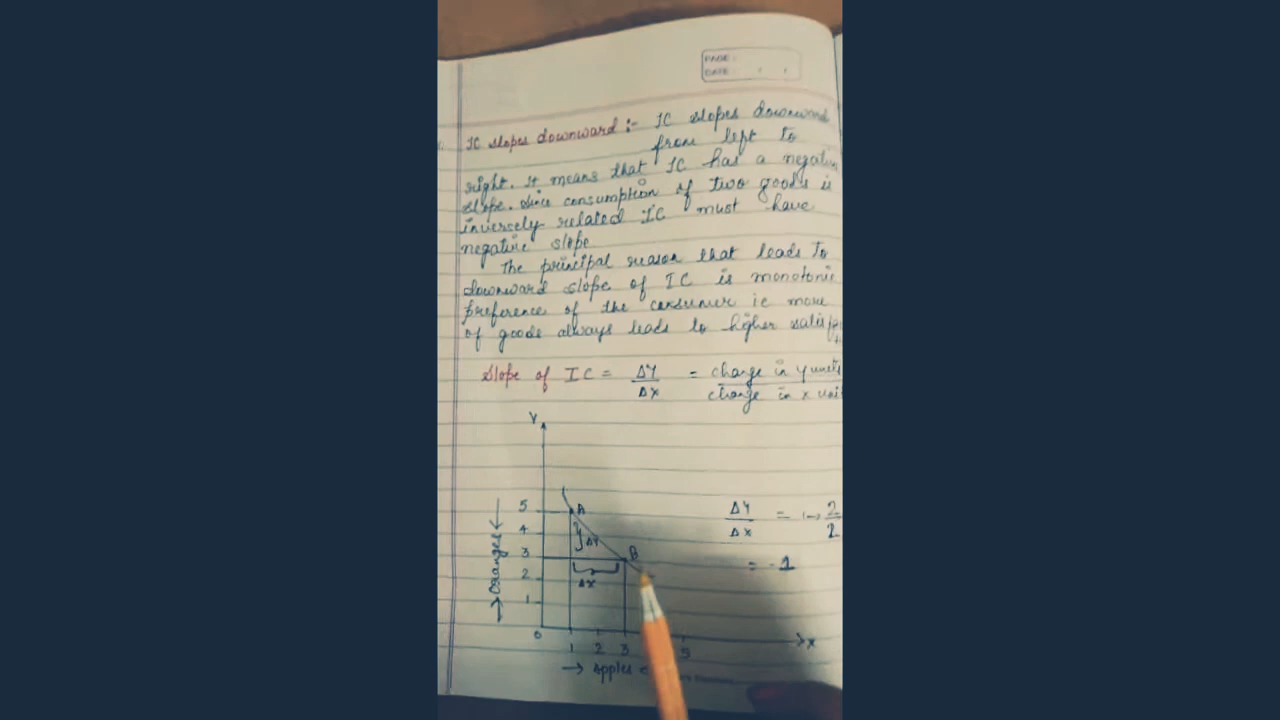 PAGE :
DATE : / /
IC slopes downward :- IC slopes downward
from left to
right. It means that IC has a negative
slope. Since consumption of two goods is
inversely related IC must have
negative slope
The principal reason that leads to
downward slope of IC is monotonic
preference of the consumer ie more
of goods always leads to higher
Slope of IC = ΔY = change in y units
ΔX change in x
Y
5 A
4 ΔY
3 B
2 ΔX
1
0 1 2 3 5 X
Oranges
→ Apples
ΔY = 2
ΔX 2
= -1